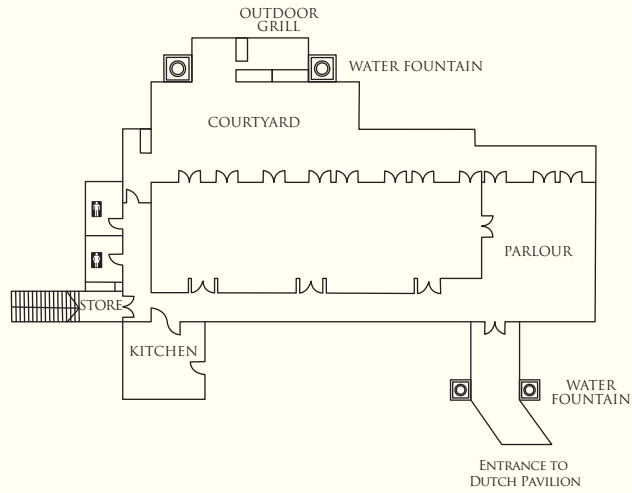 OUTDOOR
GRILL
WATER FOUNTAIN
COURTYARD
PARLOUR
STORE
KITCHEN
WATER
FOUNTAIN
ENTRANCE TO
DUTCH PAVILION